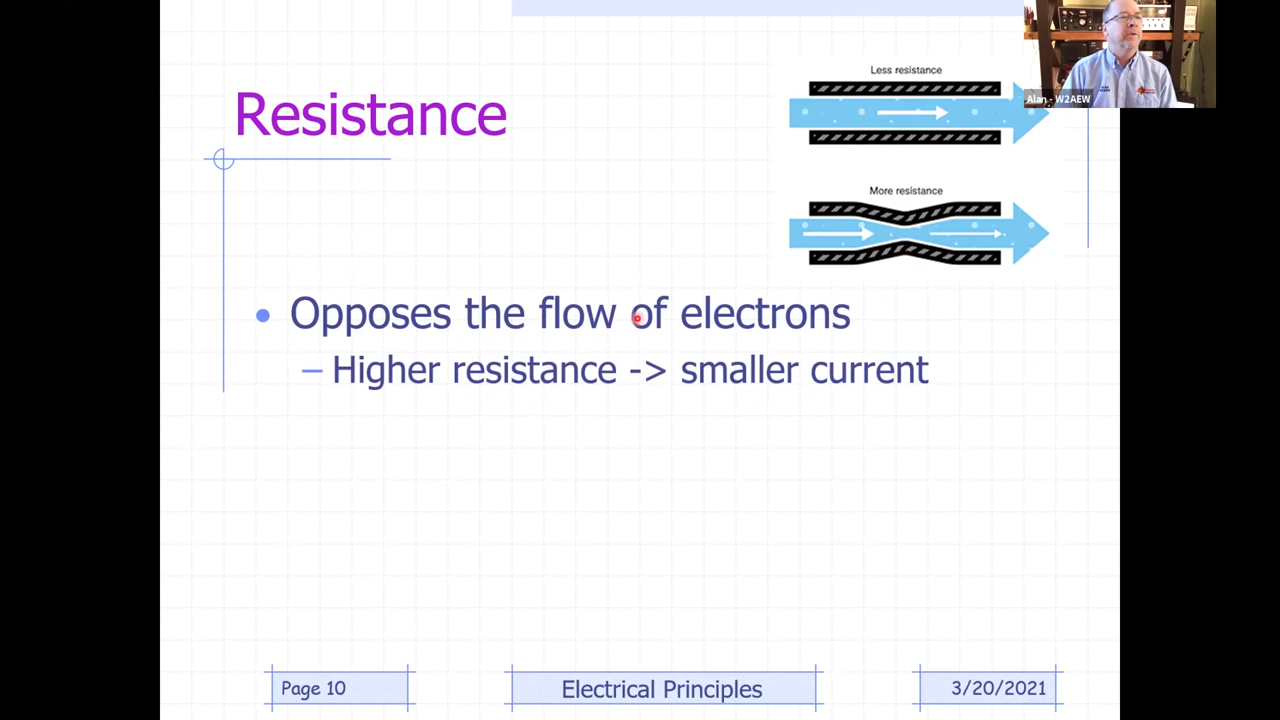 Less resistance
Alan - W2AEW
Resistance
More resistance
• Opposes the flow of electrons
– Higher resistance -> smaller current
Page 10
Electrical Principles
3/20/2021